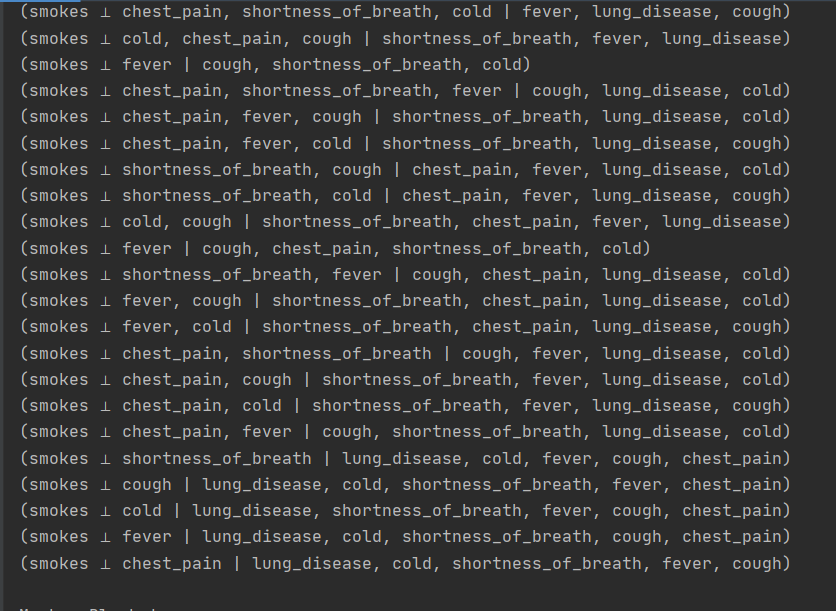 (smokes ⟂ chest_pain, shortness_of_breath, cold | fever, lung_disease, cough)
(smokes ⟂ cold, chest_pain, cough | shortness_of_breath, fever, lung_disease)
(smokes ⟂ fever | cough, shortness_of_breath, cold)
(smokes ⟂ chest_pain, shortness_of_breath, fever | cough, lung_disease, cold)
(smokes ⟂ chest_pain, fever, cough | shortness_of_breath, lung_disease, cold)
(smokes ⟂ chest_pain, fever, cold | shortness_of_breath, lung_disease, cough)
(smokes ⟂ shortness_of_breath, cough | chest_pain, fever, lung_disease, cold)
(smokes ⟂ shortness_of_breath, cold | chest_pain, fever, lung_disease, cough)
(smokes ⟂ cold, cough | shortness_of_breath, chest_pain, fever, lung_disease)
(smokes ⟂ fever | cough, chest_pain, shortness_of_breath, cold)
(smokes ⟂ shortness_of_breath, fever | cough, chest_pain, lung_disease, cold)
(smokes ⟂ fever, cough | shortness_of_breath, chest_pain, lung_disease, cold)
(smokes ⟂ fever, cold | shortness_of_breath, chest_pain, lung_disease, cough)
(smokes ⟂ chest_pain, shortness_of_breath | cough, fever, lung_disease, cold)
(smokes ⟂ chest_pain, cough | shortness_of_breath, fever, lung_disease, cold)
(smokes ⟂ chest_pain, cold | shortness_of_breath, fever, lung_disease, cough)
(smokes ⟂ chest_pain, fever | cough, shortness_of_breath, lung_disease, cold)
(smokes ⟂ shortness_of_breath | lung_disease, cold, fever, cough, chest_pain)
(smokes ⟂ cough | lung_disease, cold, shortness_of_breath, fever, chest_pain)
(smokes ⟂ cold | lung_disease, shortness_of_breath, fever, cough, chest_pain)
(smokes ⟂ fever | lung_disease, cold, shortness_of_breath, cough, chest_pain)
(smokes ⟂ chest_pain | lung_disease, cold, shortness_of_breath, fever, cough)